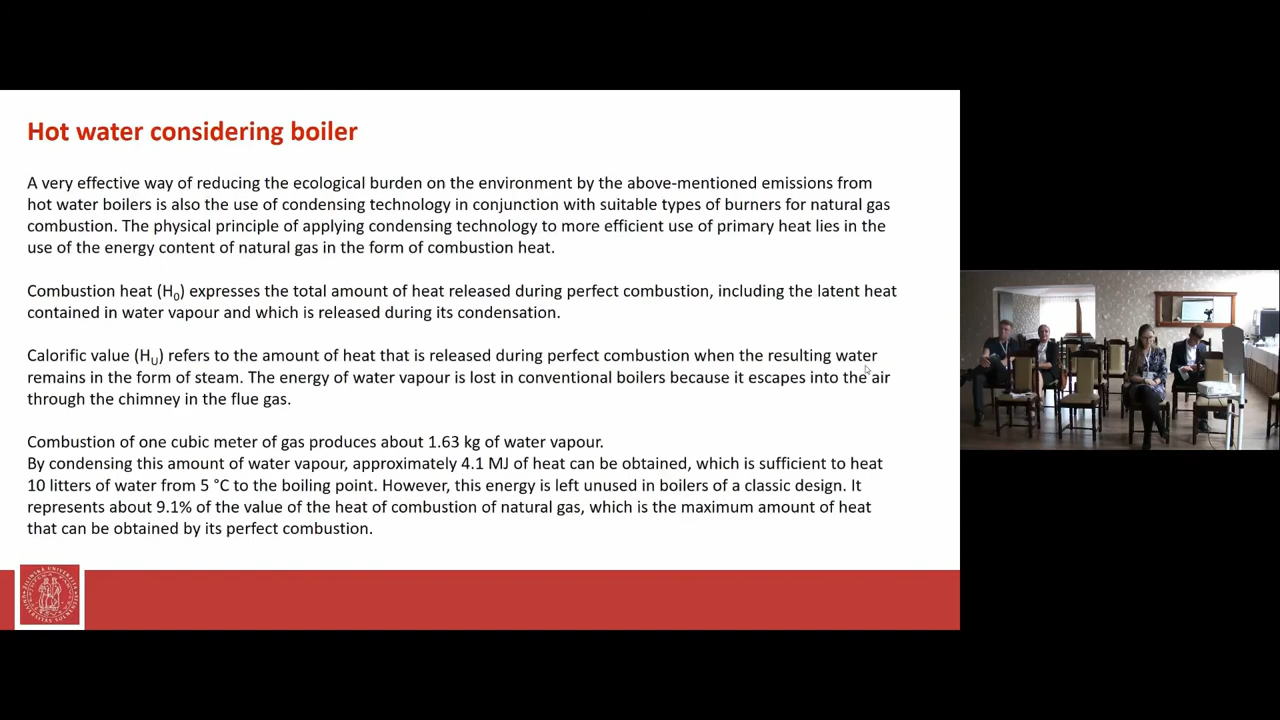 Hot water considering boiler
A very effective way of reducing the ecological burden on the environment by the above-mentioned emissions from
hot water boilers is also the use of condensing technology in conjunction with suitable types of burners for natural gas
combustion. The physical principle of applying condensing technology to more efficient use of primary heat lies in the
use of the energy content of natural gas in the form of combustion heat.
Combustion heat (H0) expresses the total amount of heat released during perfect combustion, including the latent heat
contained in water vapour and which is released during its condensation.
Calorific value (HU) refers to the amount of heat that is released during perfect combustion when the resulting water
remains in the form of steam. The energy of water vapour is lost in conventional boilers because it escapes into the air
through the chimney in the flue gas.
Combustion of one cubic meter of gas produces about 1.63 kg of water vapour.
By condensing this amount of water vapour, approximately 4.1 MJ of heat can be obtained, which is sufficient to heat
10 litters of water from 5 °C to the boiling point. However, this energy is left unused in boilers of a classic design. It
represents about 9.1% of the value of the heat of combustion of natural gas, which is the maximum amount of heat
that can be obtained by its perfect combustion.